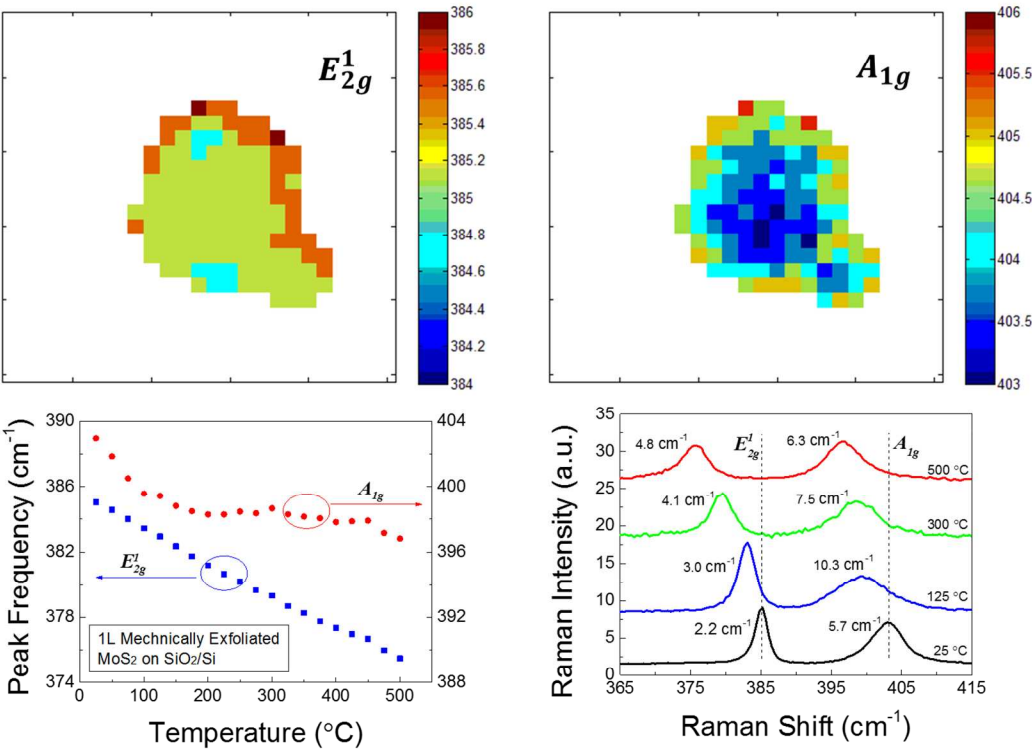 E¹₂g
386
385.8
385.6
385.4
385.2
385
384.8
384.6
384.4
384.2
384
A₁g
406
405.5
405
404.5
404
403.5
403
390
386
382
378
374
404
400
396
392
388
0
100
200
300
400
500
Peak Frequency (cm⁻¹)
Temperature (°C)
A₁g
E¹₂g
1L Mechnically Exfoliated
MoS₂ on SiO₂/Si
35
30
25
20
15
10
5
0
365
375
385
395
405
415
Raman Intensity (a.u.)
Raman Shift (cm⁻¹)
E¹₂g
A₁g
4.8 cm⁻¹
6.3 cm⁻¹
500 °C
4.1 cm⁻¹
7.5 cm⁻¹
300 °C
3.0 cm⁻¹
10.3 cm⁻¹
125 °C
2.2 cm⁻¹
5.7 cm⁻¹
25 °C